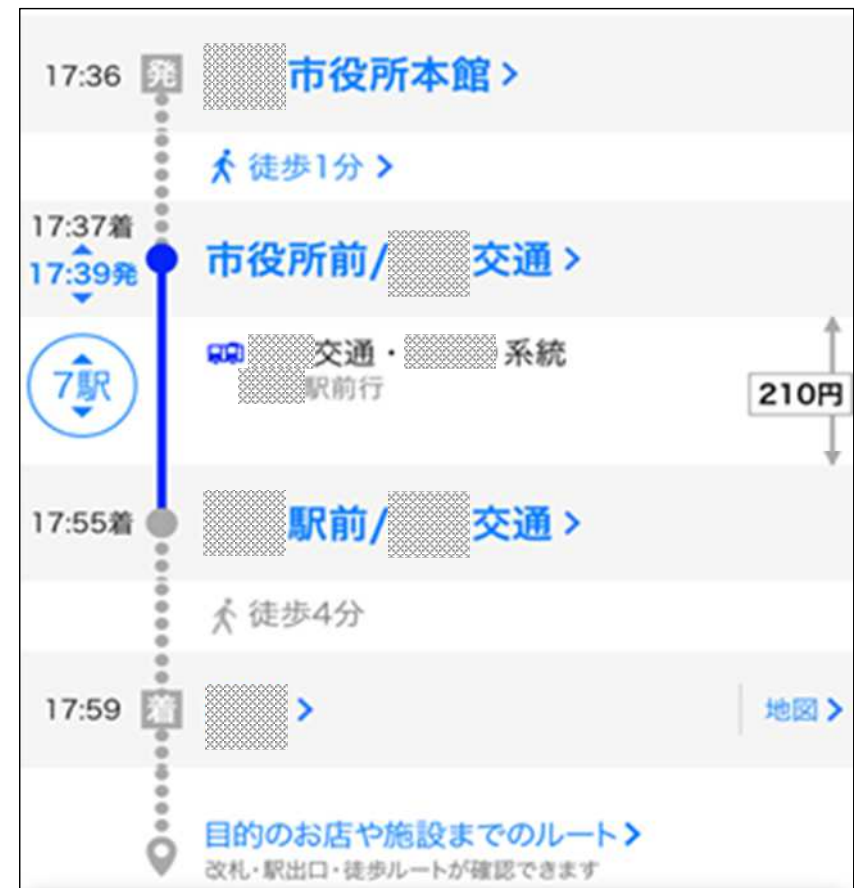 17:36 発 市役所本館 >
徒歩1分 >
17:37着
17:39発
市役所前/ 交通 >
7駅
交通・ 系統
駅前行
210円
17:55着
駅前/ 交通 >
徒歩4分
17:59 着 >
地図 >
目的のお店や施設までのルート >
改札・駅出口・徒歩ルートが確認できます